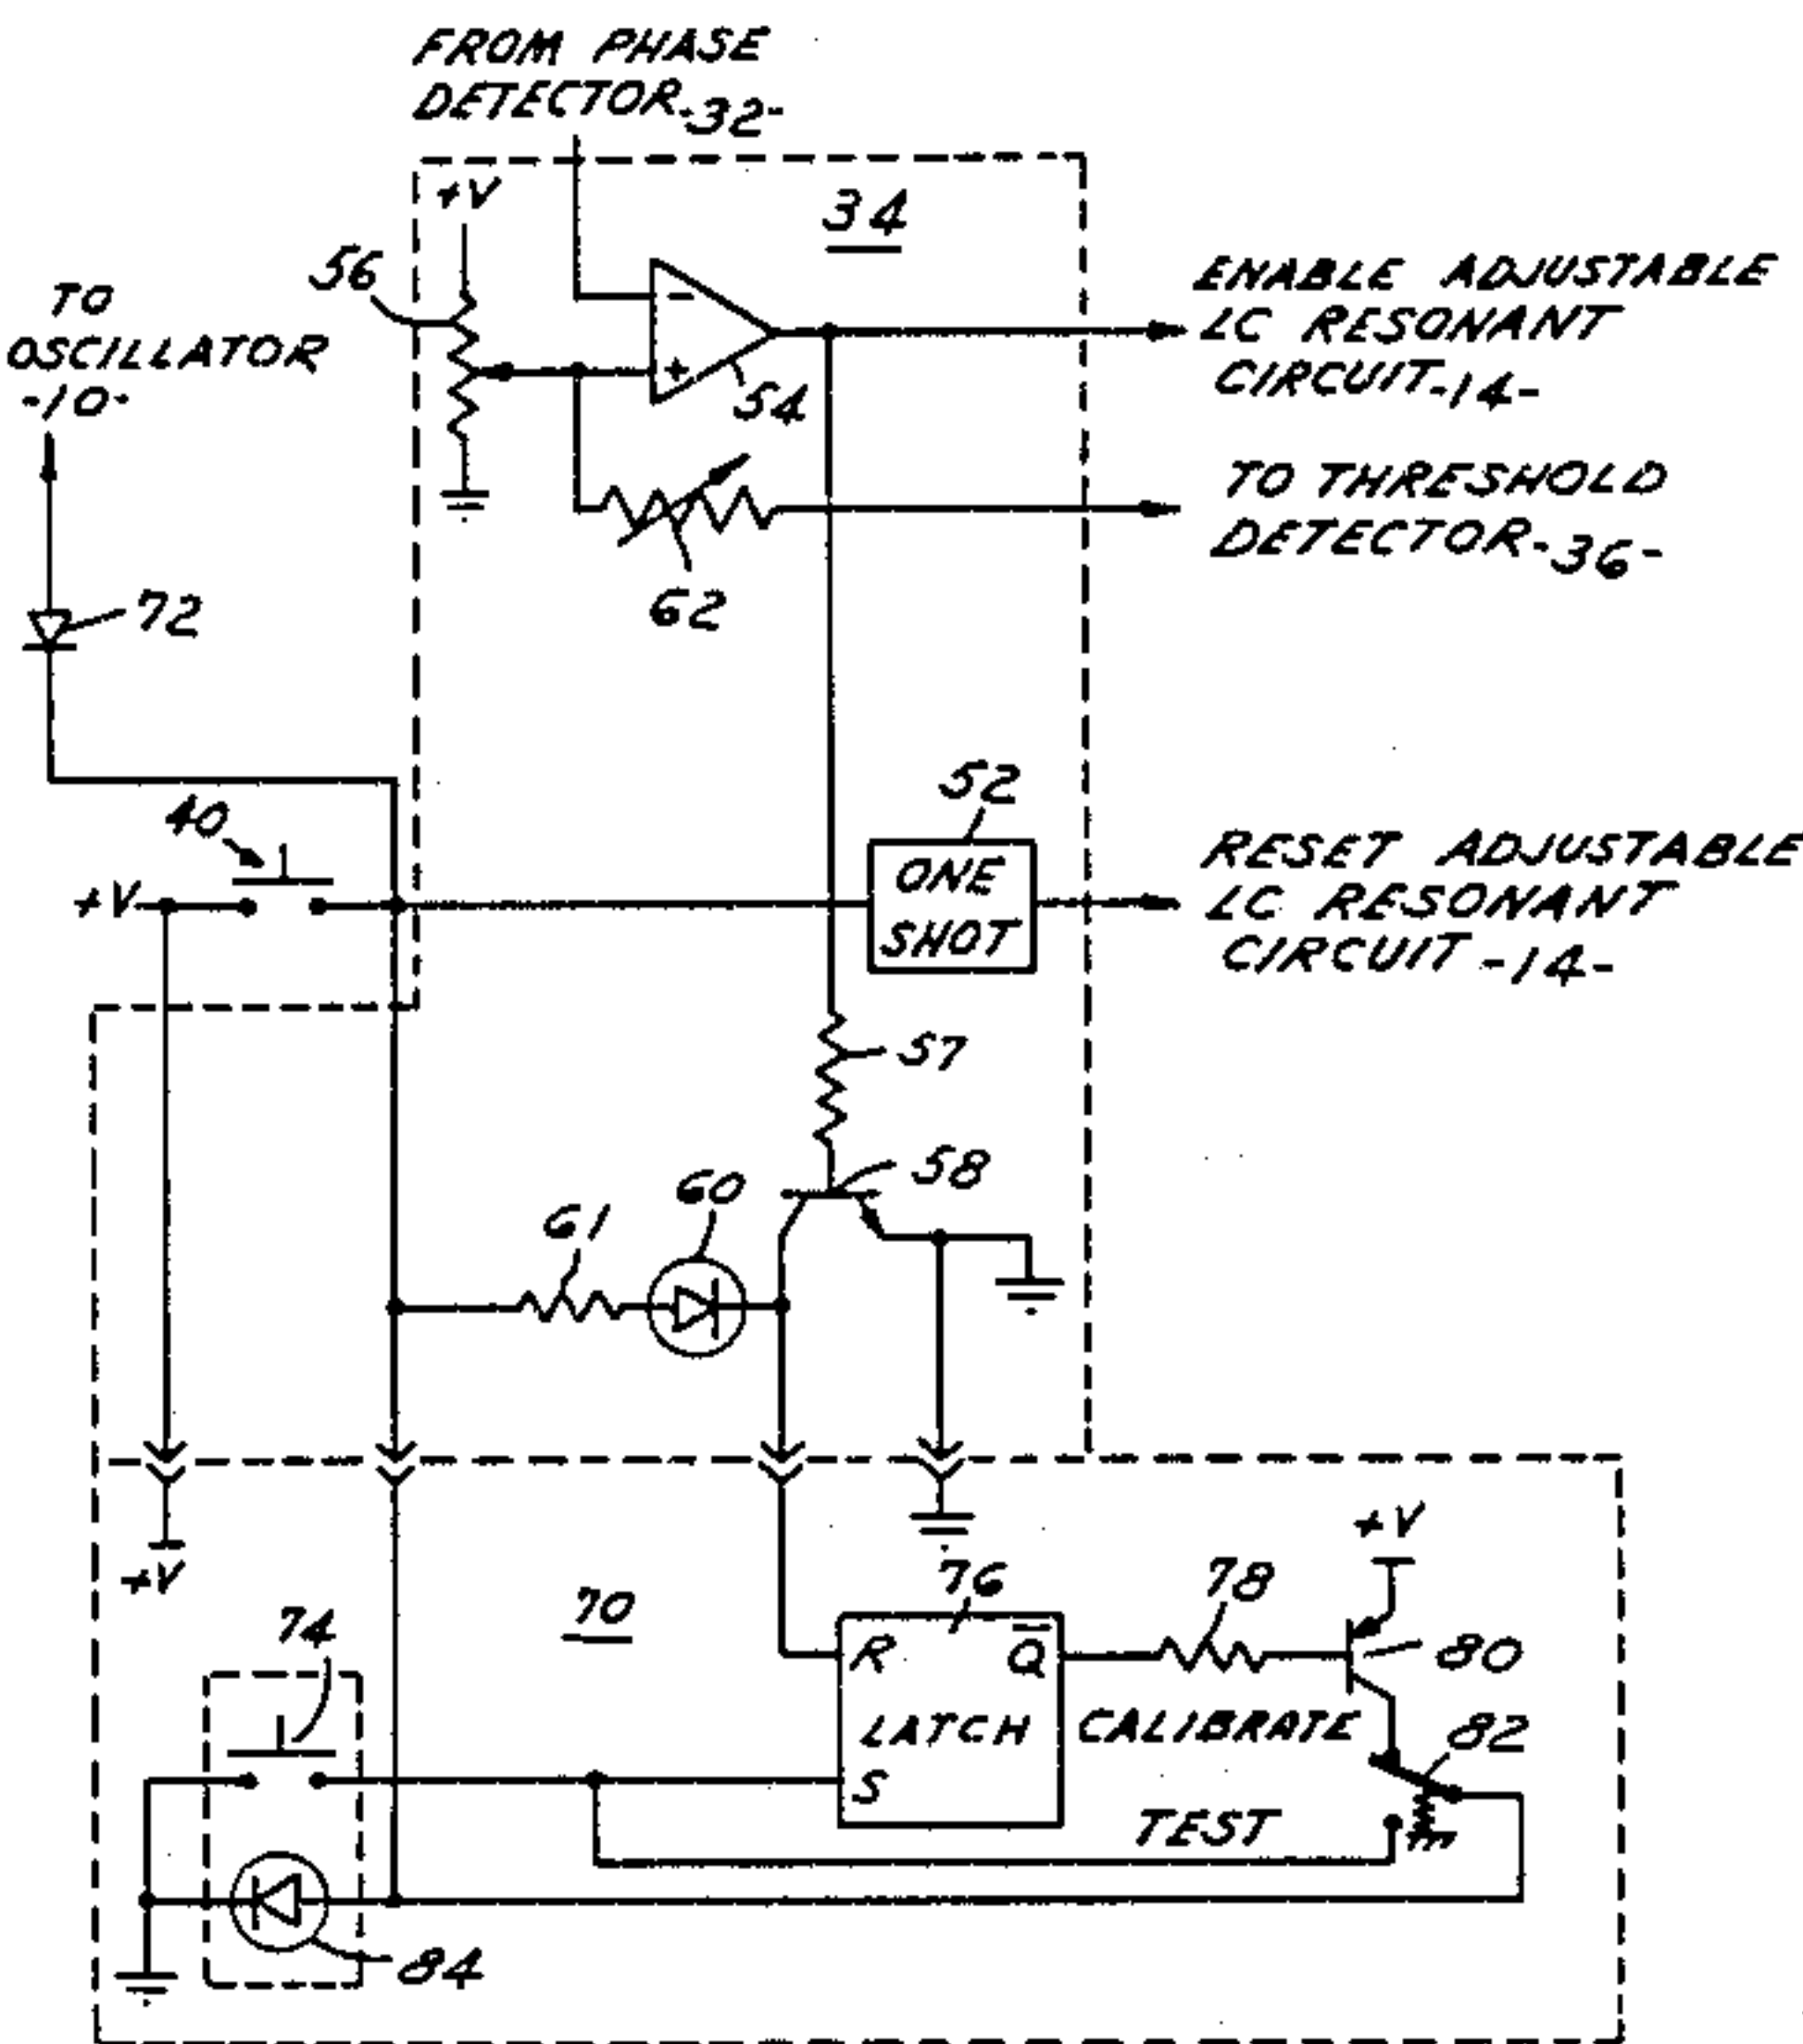 FROM PHASE
DETECTOR-32-
+V
34
56
TO
OSCILLATOR
-10-
ENABLE ADJUSTABLE
LC RESONANT
CIRCUIT-14-
-
+
54
TO THRESHOLD
DETECTOR-36-
62
72
52
40
+V
ONE
SHOT
RESET ADJUSTABLE
LC RESONANT
CIRCUIT-14-
57
58
60
61
+V
+V
70
74
76
78
80
R
Q̅
LATCH
CALIBRATE
82
S
TEST
84